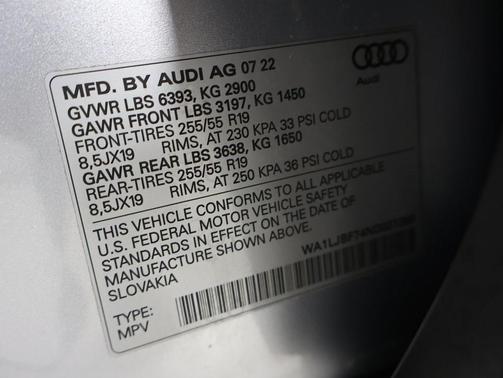 MFD. BY AUDI AG 07 22
GVWR LBS 6393, KG 2900
GAWR FRONT LBS 3197, KG 1450
FRONT-TIRES 255/55 R19
8,5JX19 RIMS, AT 230 KPA 33 PSI COLD
GAWR REAR LBS 3638, KG 1650
REAR-TIRES 255/55 R19
8,5JX19 RIMS, AT 250 KPA 36 PSI COLD
THIS VEHICLE CONFORMS TO ALL APPLICABLE
U.S. FEDERAL MOTOR VEHICLE SAFETY
STANDARDS IN EFFECT ON THE DATE OF
MANUFACTURE SHOWN ABOVE.
SLOVAKIA
TYPE:
MPV
Audi